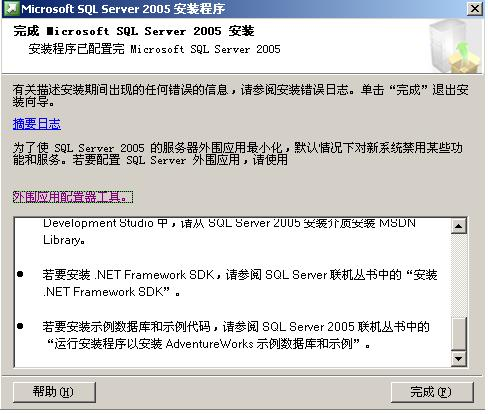 Microsoft SQL Server 2005 安装程序
完成 Microsoft SQL Server 2005 安装
安装程序已配置完 Microsoft SQL Server 2005
有关描述安装期间出现的任何错误的信息，请参阅安装错误日志。单击“完成”退出安
装向导。
摘要日志
为了使 SQL Server 2005 的服务器外围应用最小化，默认情况下对新系统禁用某些功
能和服务。若要配置 SQL Server 外围应用，请使用
外围应用配置器工具。
Development Studio 中，请从 SQL Server 2005 安装介质安装 MSDN
Library。
● 若要安装 .NET Framework SDK，请参阅 SQL Server 联机丛书中的“安装
.NET Framework SDK”。
● 若要安装示例数据库和示例代码，请参阅 SQL Server 2005 联机丛书中的
“运行安装程序以安装 AdventureWorks 示例数据库和示例”。
帮助(H)
完成(F)